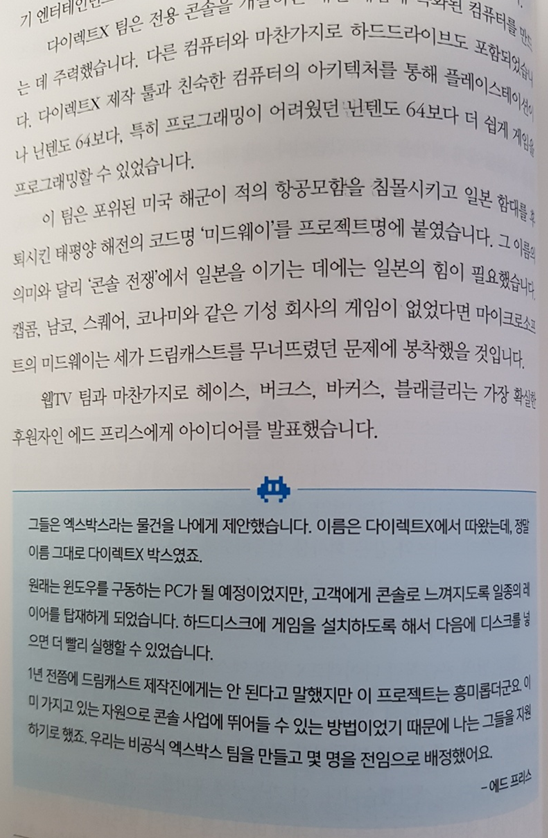 기 엔터테인먼
다이렉트X 팀은 전용 콘솔을 컴퓨터를 만드
는 데 주력했습니다. 다른 컴퓨터와 마찬가지로 하드드라이브도 포함되었습니
다. 다이렉트X 제작 툴과 친숙한 컴퓨터의 아키텍처를 통해 플레이스테이션이
나 닌텐도 64보다, 특히 프로그래밍이 어려웠던 닌텐도 64보다 더 쉽게 게임을
프로그래밍할 수 있었습니다.
이 팀은 포위된 미국 해군이 적의 항공모함을 침몰시키고 일본 함대를 후
퇴시킨 태평양 해전의 코드명 ‘미드웨이’를 프로젝트명에 붙였습니다. 그 이름의
의미와 달리 ‘콘솔 전쟁’에서 일본을 이기는 데에는 일본의 힘이 필요했습니다.
캡콤, 남코, 스퀘어, 코나미와 같은 기성 회사의 게임이 없었다면 마이크로소프
트의 미드웨이는 세가 드림캐스트를 무너뜨렸던 문제에 봉착했을 것입니다.
웹TV 팀과 마찬가지로 헤이스, 버크스, 바커스, 블래클리는 가장 확실한
후원자인 에드 프리스에게 아이디어를 발표했습니다.
그들은 엑스박스라는 물건을 나에게 제안했습니다. 이름은 다이렉트X에서 따왔는데, 정말
이름 그대로 다이렉트X 박스였죠.
원래는 윈도우를 구동하는 PC가 될 예정이었지만, 고객에게 콘솔로 느껴지도록 일종의 레
이어를 탑재하게 되었습니다. 하드디스크에 게임을 설치하도록 해서 다음에 디스크를 넣
으면 더 빨리 실행할 수 있었습니다.
1년 전쯤에 드림캐스트 제작진에게는 안 된다고 말했지만 이 프로젝트는 흥미롭더군요. 이
미 가지고 있는 자원으로 콘솔 사업에 뛰어들 수 있는 방법이었기 때문에 나는 그들을 지원
하기로 했죠. 우리는 비공식 엑스박스 팀을 만들고 몇 명을 전임으로 배정했어요.
- 에드 프리스